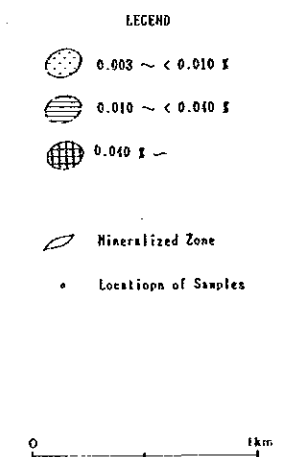 LEGEND
0.003 ~ < 0.010 %
0.010 ~ < 0.040 %
0.040 % ~
Mineralized Zone
Locatiopn of Samples
0 1km